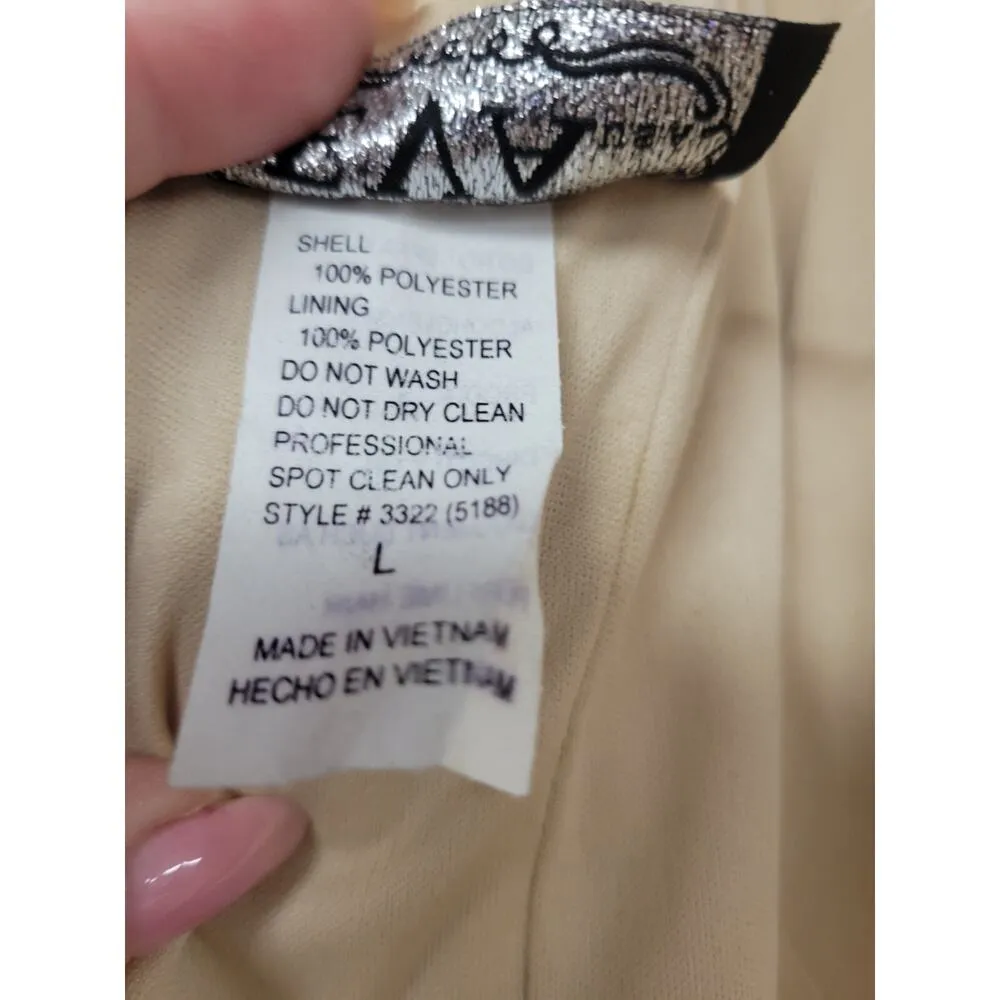 SHELL
100% POLYESTER
LINING
100% POLYESTER
DO NOT WASH
DO NOT DRY CLEAN
PROFESSIONAL
SPOT CLEAN ONLY
STYLE # 3322 (5188)
L
MADE IN VIETNAM
HECHO EN VIETNAM